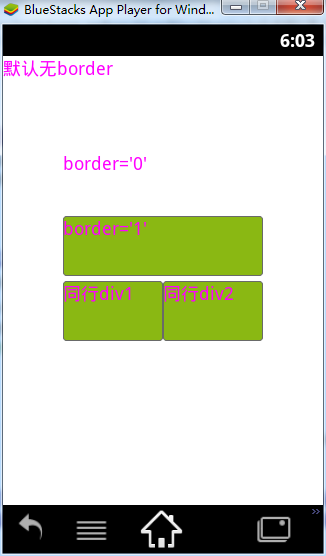 BlueStacks App Player for Wind...
6:03
默认无border
border='0'
border='1'
同行div1 同行div2